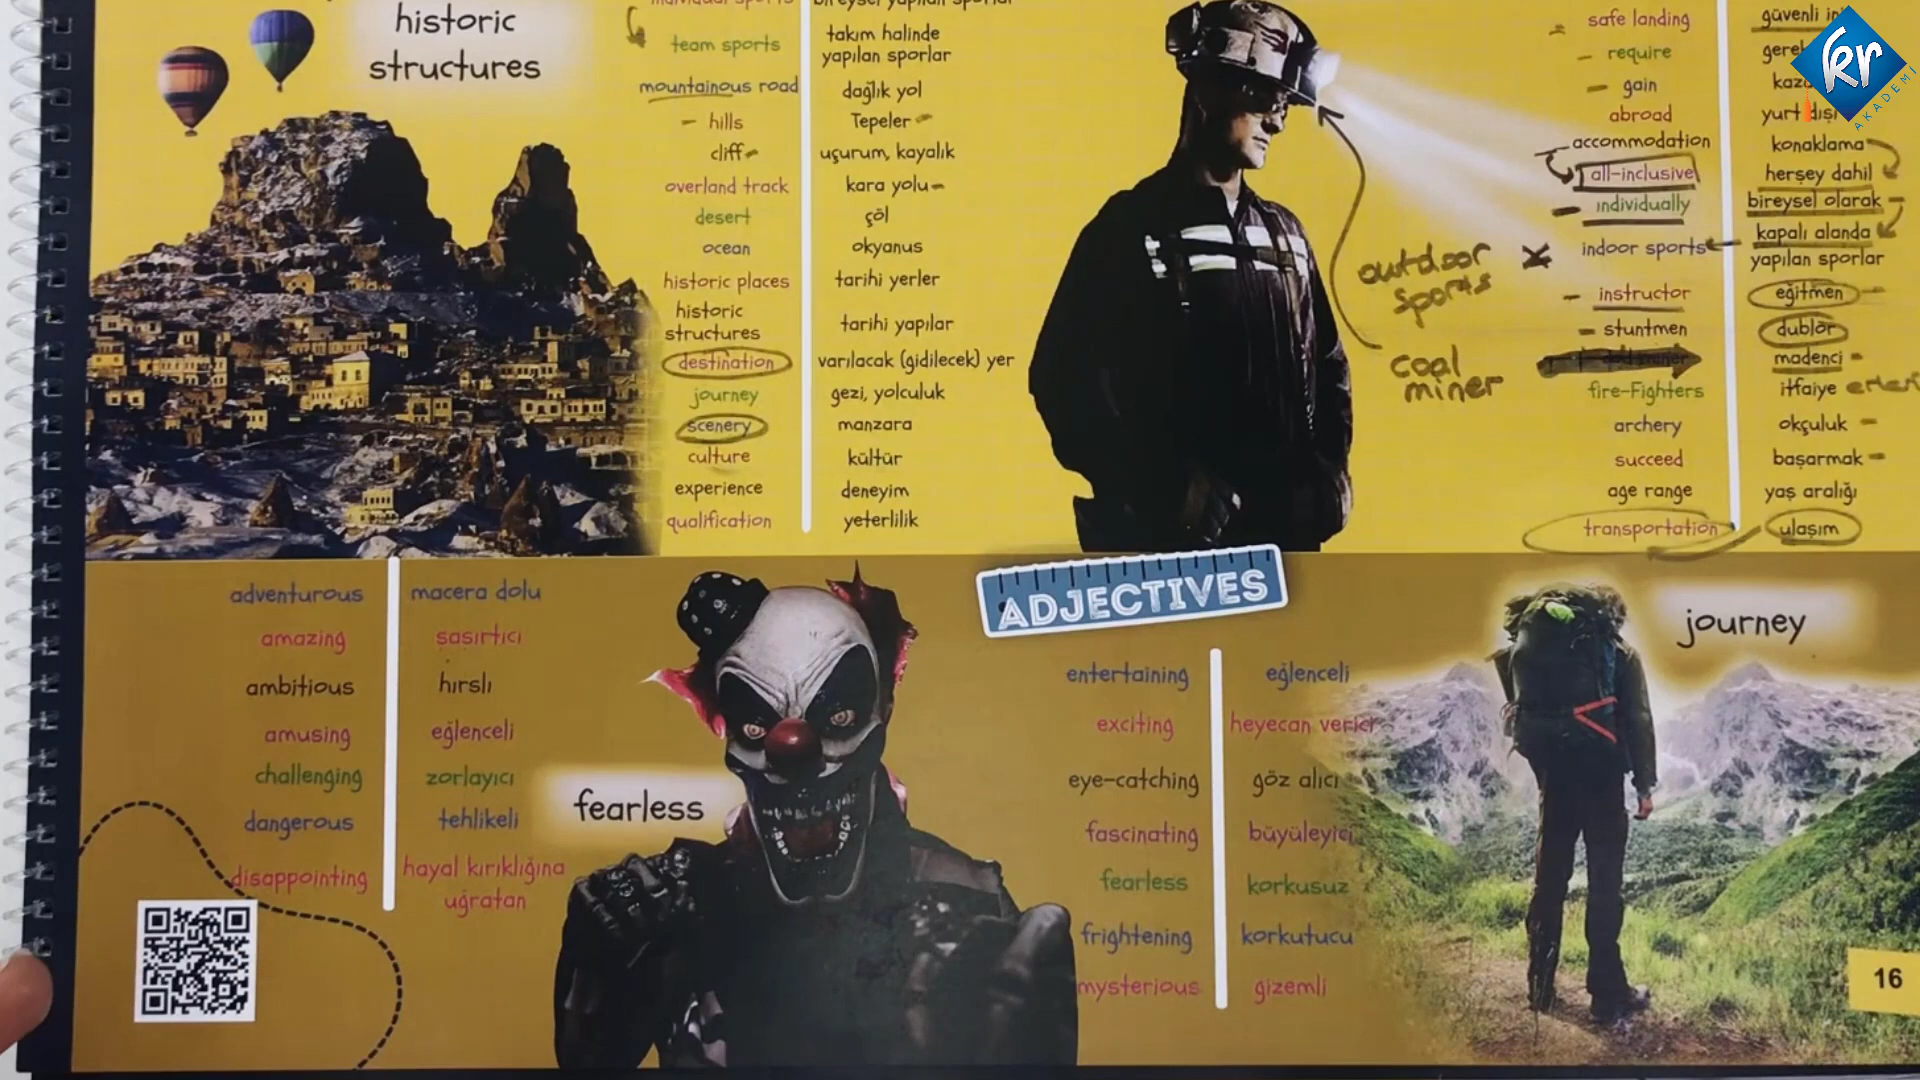 historic
structures
team sports
takım halinde
yapılan sporlar
mountainous road
dağlık yol
hills
Tepeler
cliff
uçurum, kayalık
overland track
kara yolu
desert
çöl
ocean
okyanus
historic places
tarihi yerler
historic
structures
tarihi yapılar
destination
varılacak (gidilecek) yer
journey
gezi, yolculuk
scenery
manzara
culture
kültür
experience
deneyim
qualification
yeterlilik
outdoor
sports
coal
miner
safe landing
güvenli
require
gain
abroad
yurt dışı
accommodation
konaklama
all-inclusive
herşey dahil
individually
bireysel olarak
indoor sports
kapalı alanda
yapılan sporlar
instructor
eğitmen
stuntmen
dublör
madenci
fire-Fighters
itfaiye
archery
okçuluk
succeed
başarmak
age range
yaş aralığı
transportation
ulaşım
kr
AKADEMİ
ADJECTIVES
adventurous
macera dolu
amazing
şaşırtıcı
ambitious
hırslı
amusing
eğlenceli
challenging
zorlayıcı
dangerous
tehlikeli
disappointing
hayal kırıklığına
uğratan
fearless
entertaining
eğlenceli
exciting
heyecan verici
eye-catching
göz alıcı
fascinating
büyüleyici
fearless
korkusuz
frightening
korkutucu
mysterious
gizemli
journey
16